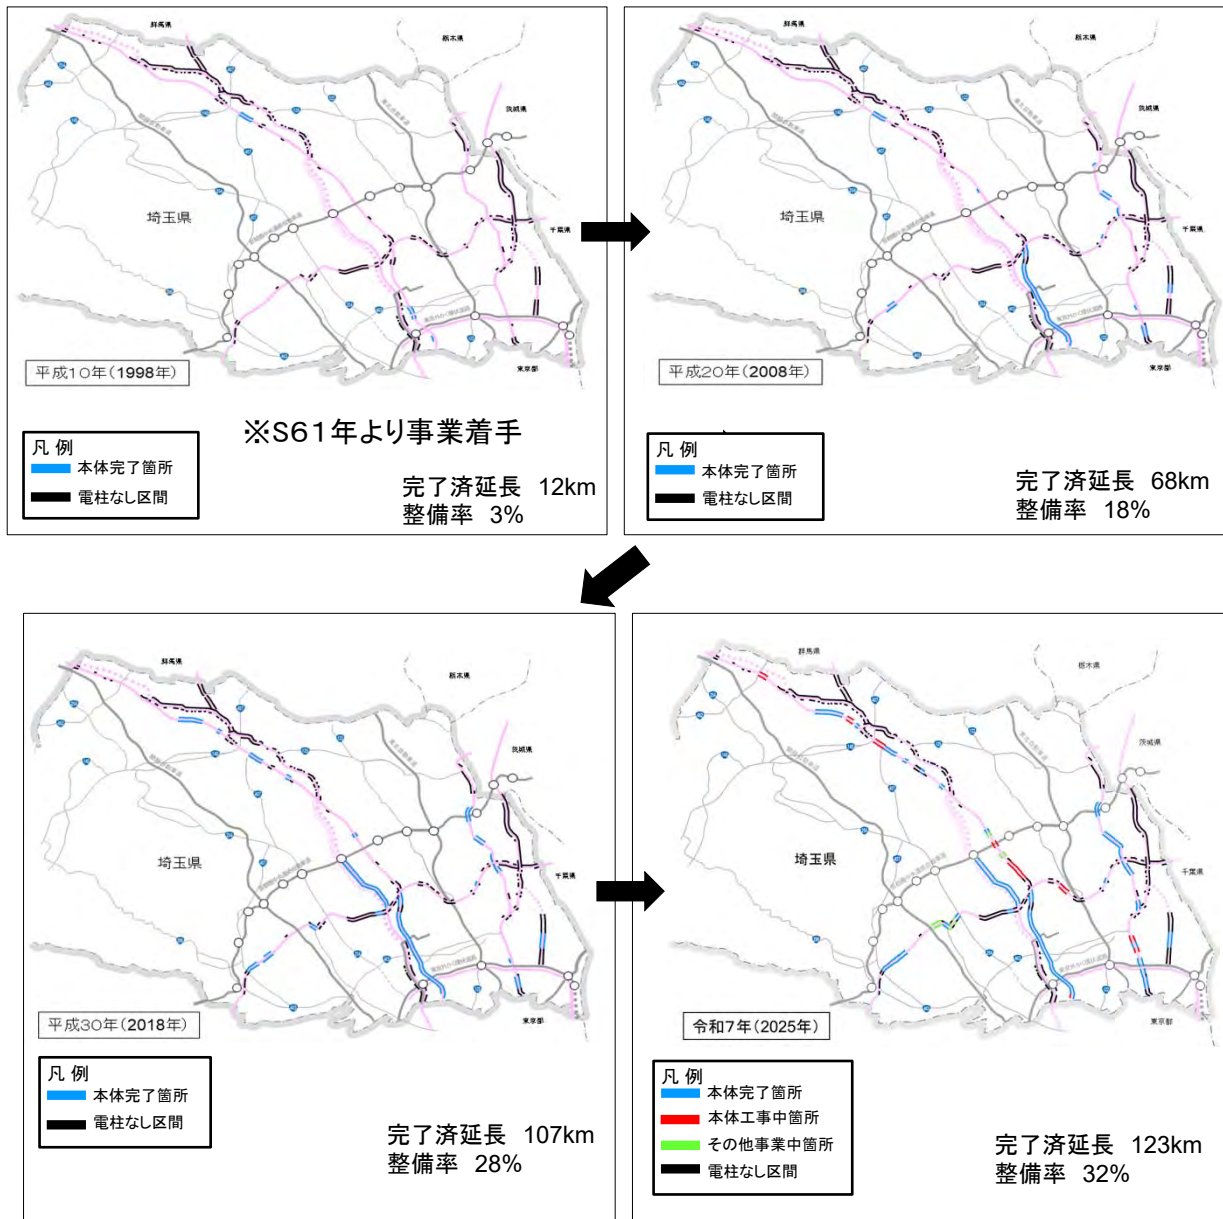 群馬県
栃木県
茨城県
埼玉県
千葉県
東京都
平成10年(1998年)
※S61年より事業着手
凡 例
本体完了箇所
電柱なし区間
完了済延長 12km
整備率 3%
群馬県
栃木県
茨城県
埼玉県
千葉県
東京都
平成20年(2008年)
凡 例
本体完了箇所
電柱なし区間
完了済延長 68km
整備率 18%
群馬県
栃木県
茨城県
埼玉県
千葉県
東京都
平成30年(2018年)
凡 例
本体完了箇所
電柱なし区間
完了済延長 107km
整備率 28%
群馬県
栃木県
茨城県
埼玉県
千葉県
東京都
令和7年(2025年)
凡 例
本体完了箇所
本体工事中箇所
その他事業中箇所
電柱なし区間
完了済延長 123km
整備率 32%